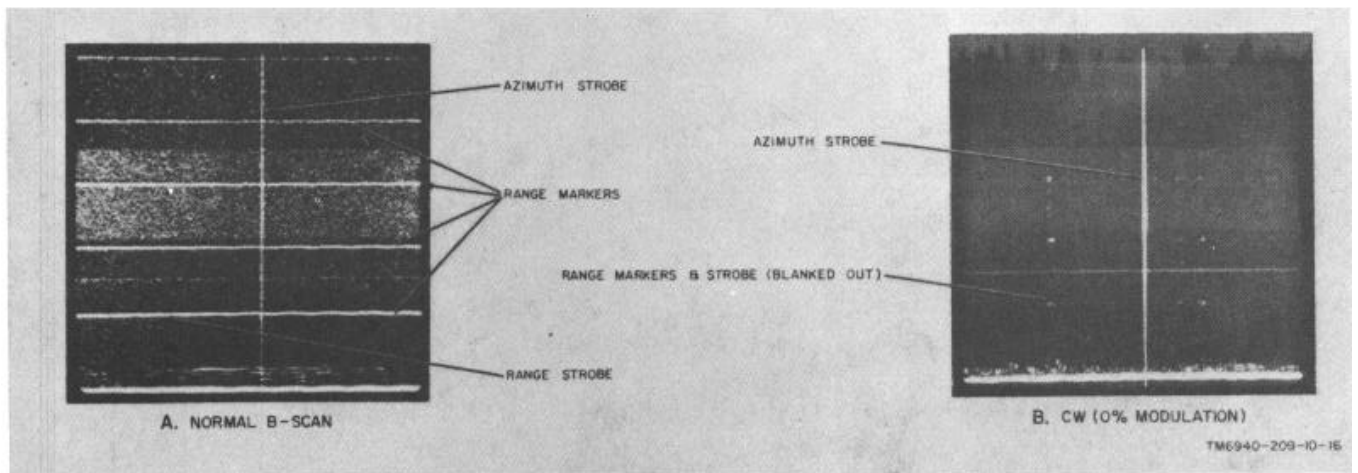 AZIMUTH STROBE
RANGE MARKERS
RANGE STROBE
A. NORMAL B-SCAN
AZIMUTH STROBE
RANGE MARKERS & STROBE (BLANKED OUT)
B. CW (0% MODULATION)
TM6940-209-10-16